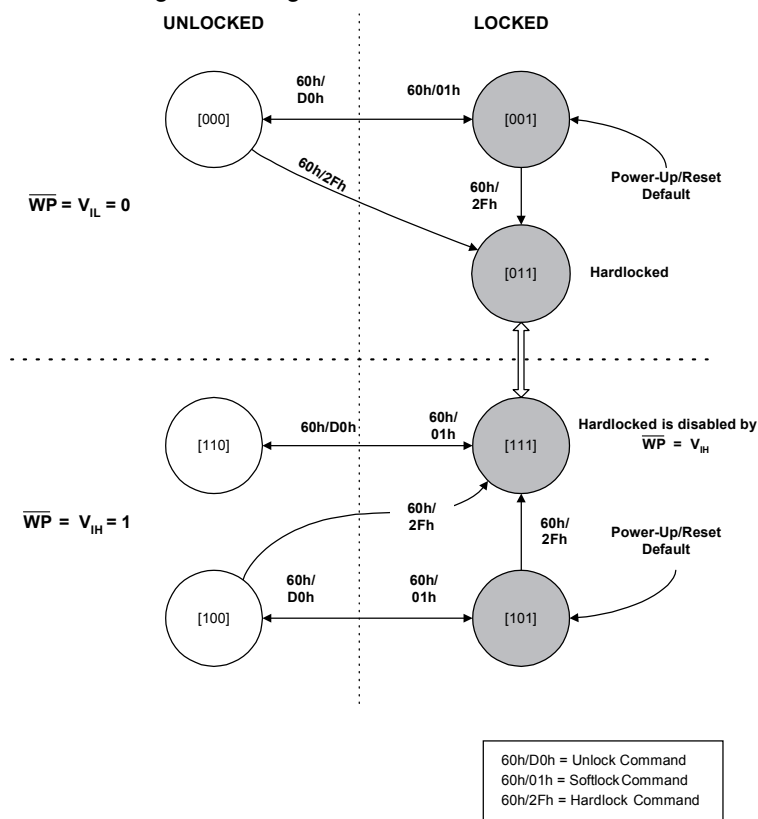 UNLOCKED
LOCKED
60h/
D0h
60h/01h
[000]
[001]
60h/2Fh
60h/
2Fh
Power-Up/Reset
Default
WP = VIL = 0
[011]
Hardlocked
60h/D0h
60h/
01h
[110]
[111]
Hardlocked is disabled by
WP = VIH
60h/
2Fh
60h/
2Fh
WP = VIH = 1
Power-Up/Reset
Default
60h/
D0h
60h/
01h
[100]
[101]
60h/D0h = Unlock Command
60h/01h = Softlock Command
60h/2Fh = Hardlock Command